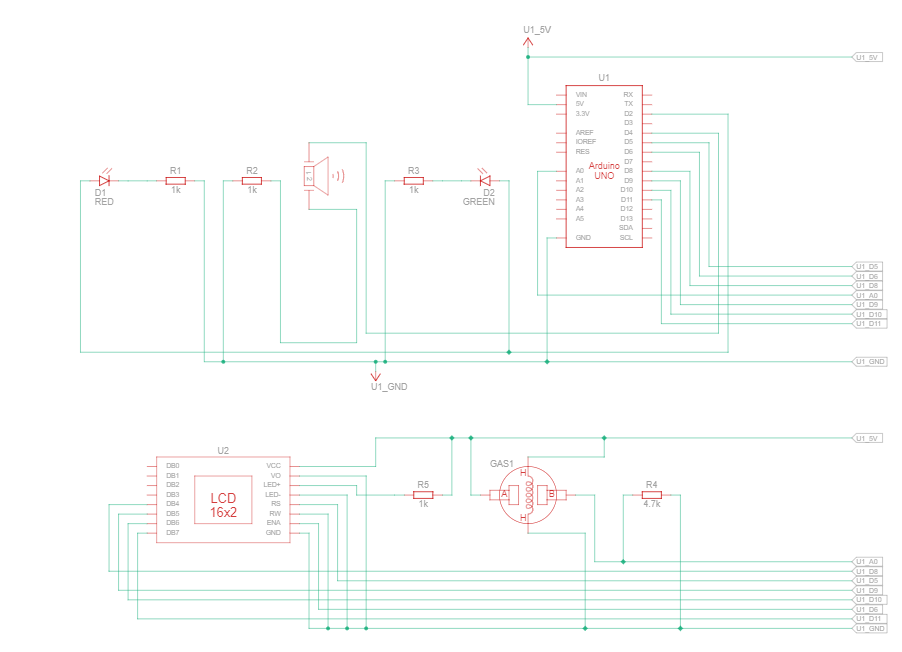 U1_5V
U1_5V
U1
VIN
5V
3.3V
AREF
IOREF
RES
A0
A1
A2
A3
A4
A5
GND
RX
TX
D2
D3
D4
D5
D6
D7
D8
D9
D10
D11
D12
D13
SDA
SCL
Arduino
UNO
D1
RED
R1
1k
R2
1k
1 2
R3
1k
D2
GREEN
U1_D5
U1_D6
U1_D8
U1_A0
U1_D9
U1_D10
U1_D11
U1_GND
U1_GND
U2
DB0
DB1
DB2
DB3
DB4
DB5
DB6
DB7
LCD
16x2
VCC
VO
LED+
LED-
RS
RW
ENA
GND
R5
1k
GAS1
H
A
B
H
R4
4.7k
U1_5V
U1_A0
U1_D8
U1_D5
U1_D9
U1_D10
U1_D6
U1_D11
U1_GND